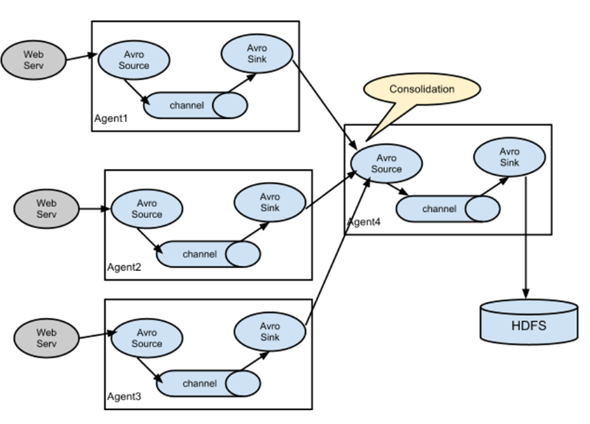 Web
Serv
Avro
Source
Avro
Sink
channel
Agent1
Consolidation
Avro
Source
Avro
Sink
channel
Agent4
Web
Serv
Avro
Source
Avro
Sink
channel
Agent2
HDFS
Web
Serv
Avro
Source
Avro
Sink
channel
Agent3